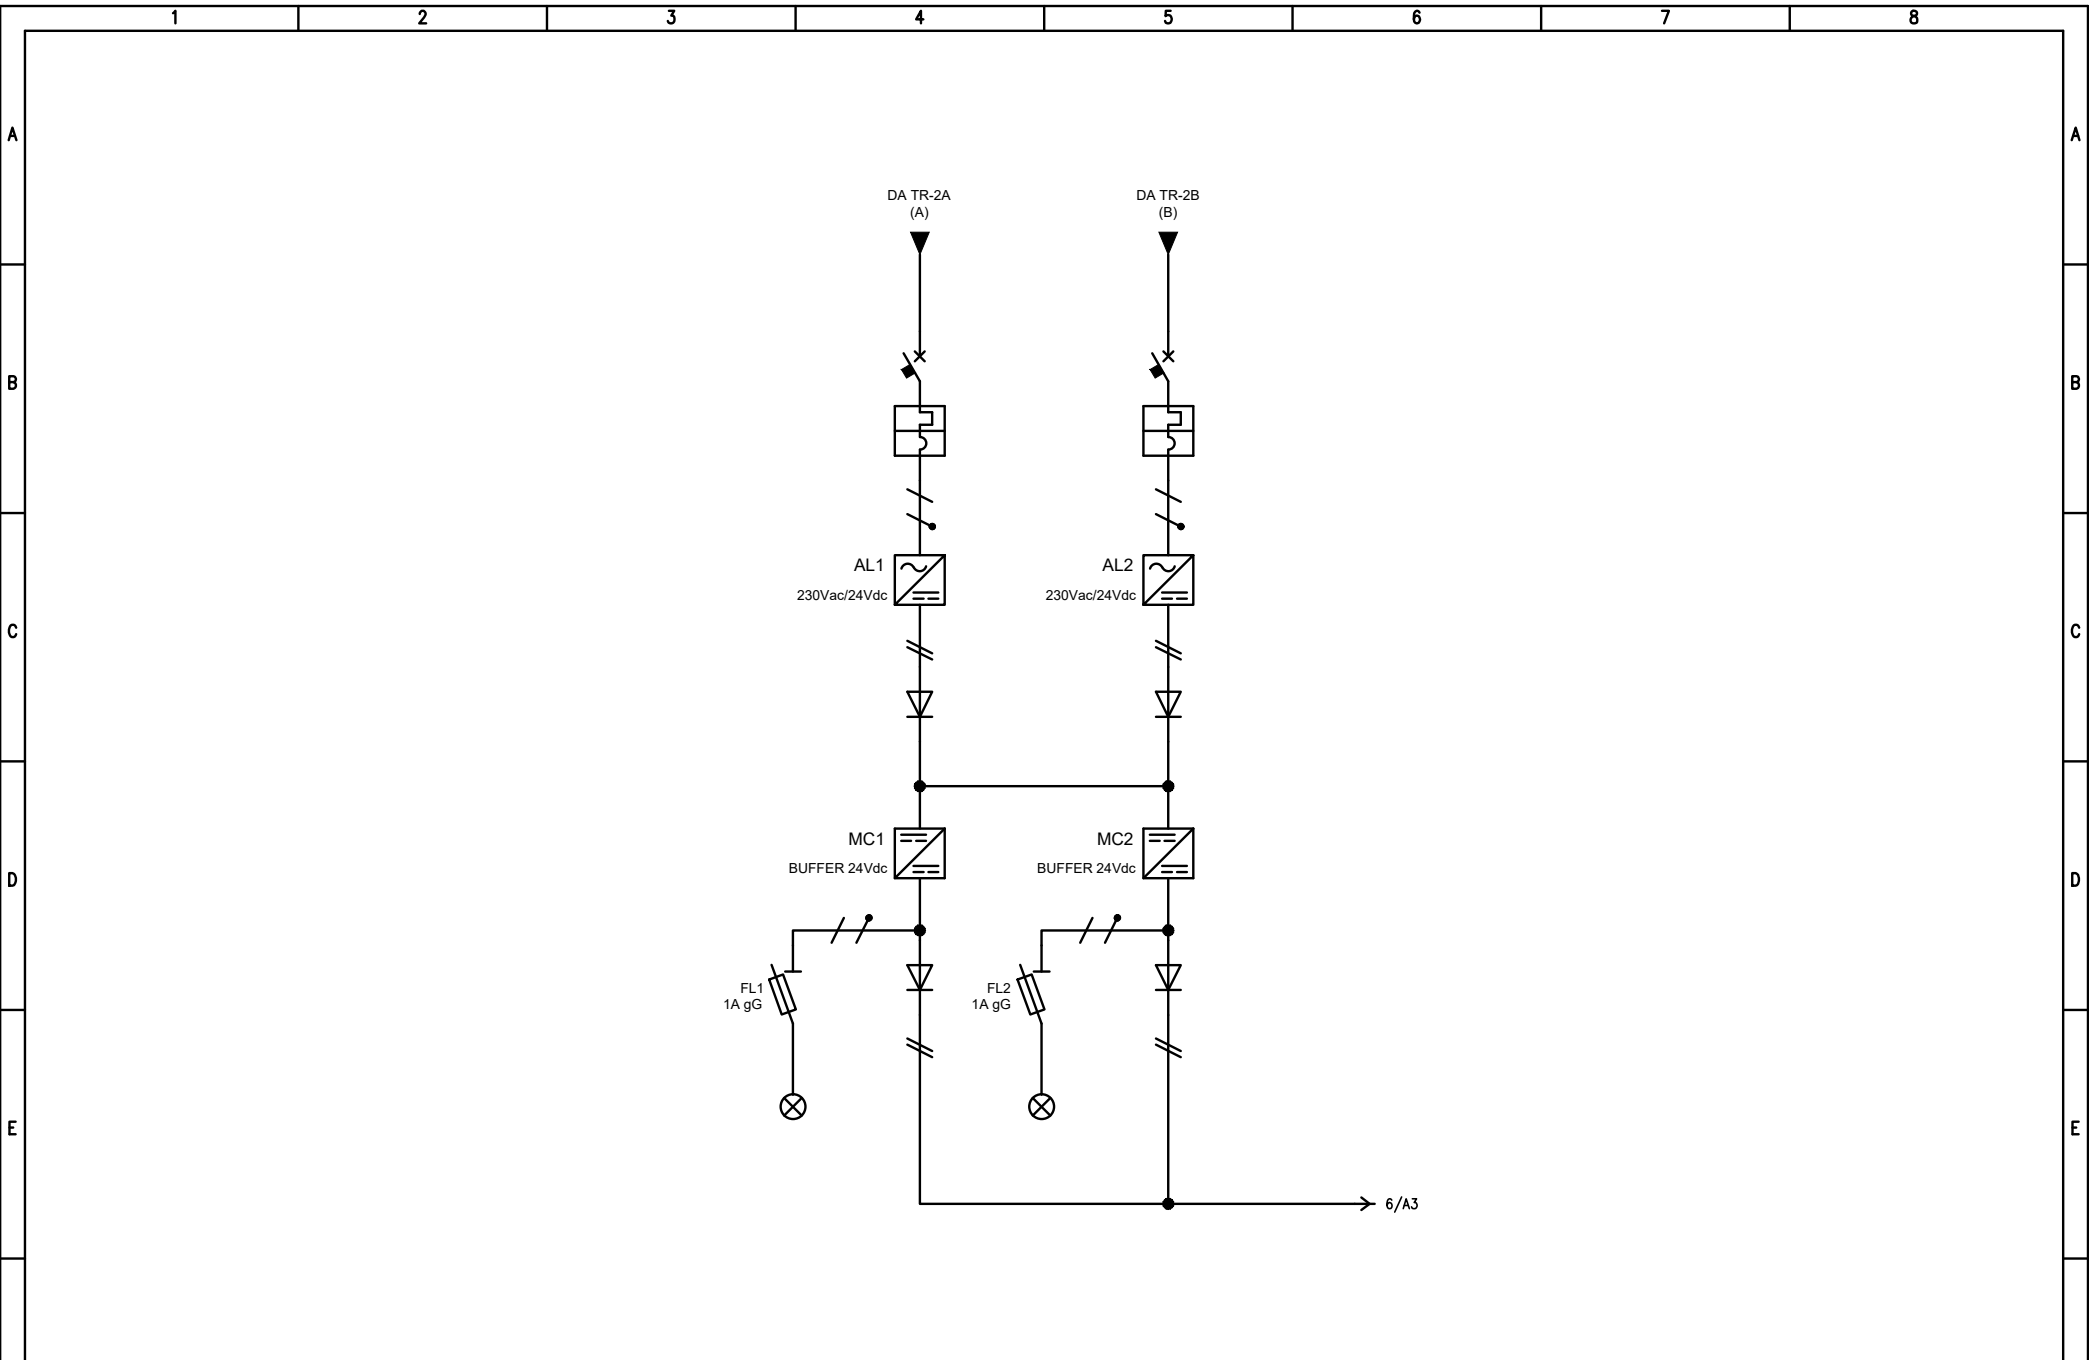 1 2 3 4 5 6 7 8
A A
DA TR-2A DA TR-2B
(A) (B)
B B
AL1 AL2
230Vac/24Vdc 230Vac/24Vdc
C C
MC1 MC2
BUFFER 24Vdc BUFFER 24Vdc
D D
FL1 FL2
1A gG 1A gG
E E
6/A3